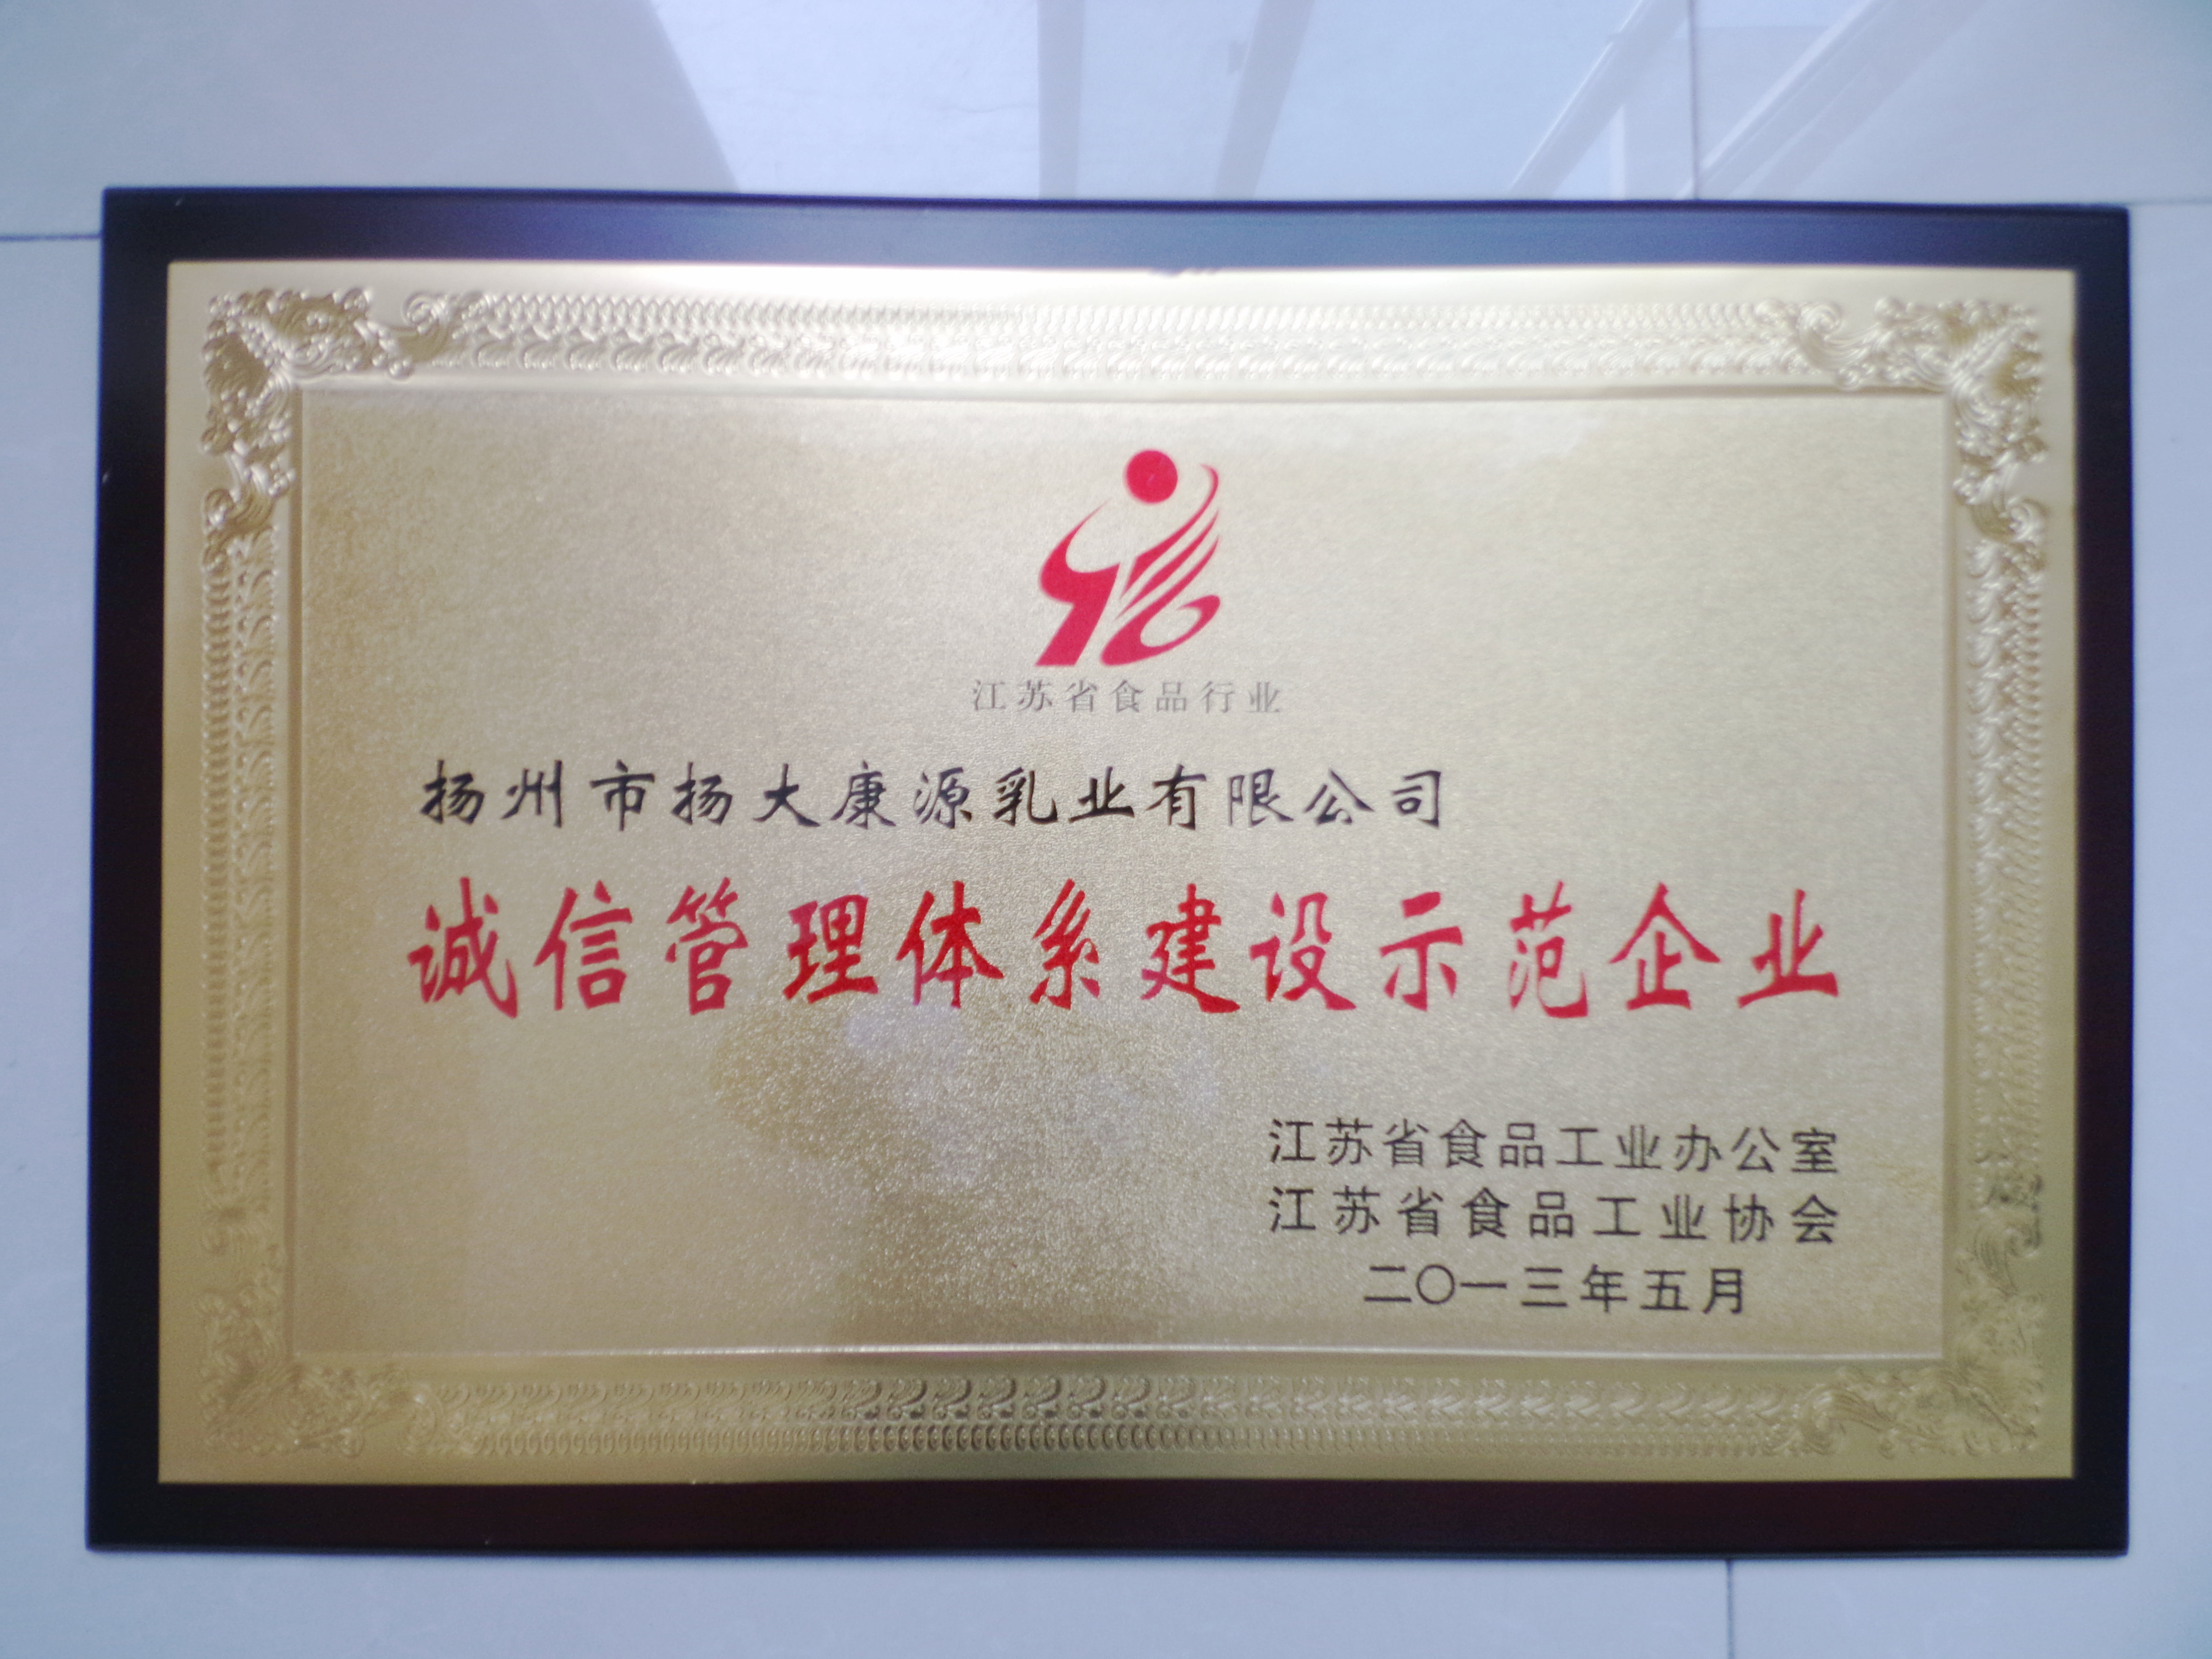 江苏省食品行业
扬州市扬大康源乳业有限公司
诚信管理体系建设示范企业
江苏省食品工业办公室
江苏省食品工业协会
二〇一三年五月